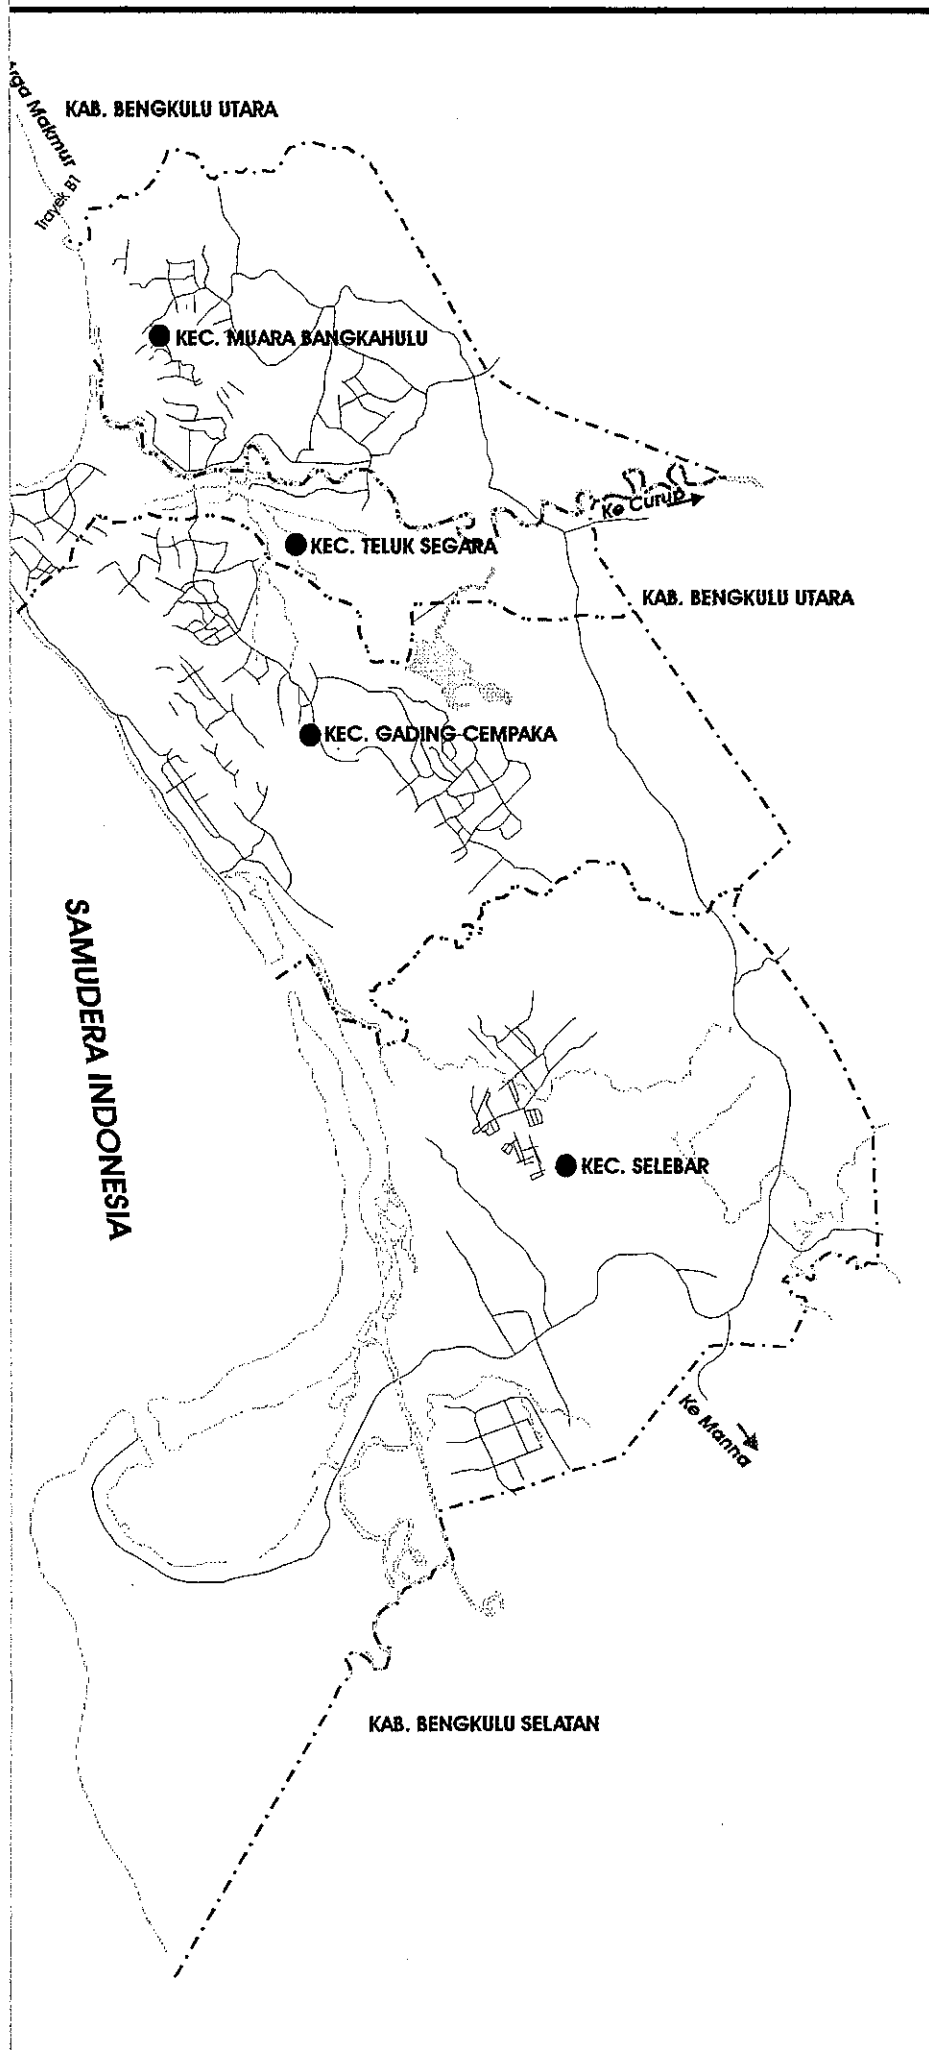 KAB. BENGKULU UTARA
Makmur
Trayek B1
KEC. MUARA BANGKAHULU
Ke Curup
KEC. TELUK SEGARA
KAB. BENGKULU UTARA
KEC. GADING CEMPAKA
SAMUDERA INDONESIA
KEC. SELEBAR
Ke Manna
KAB. BENGKULU SELATAN